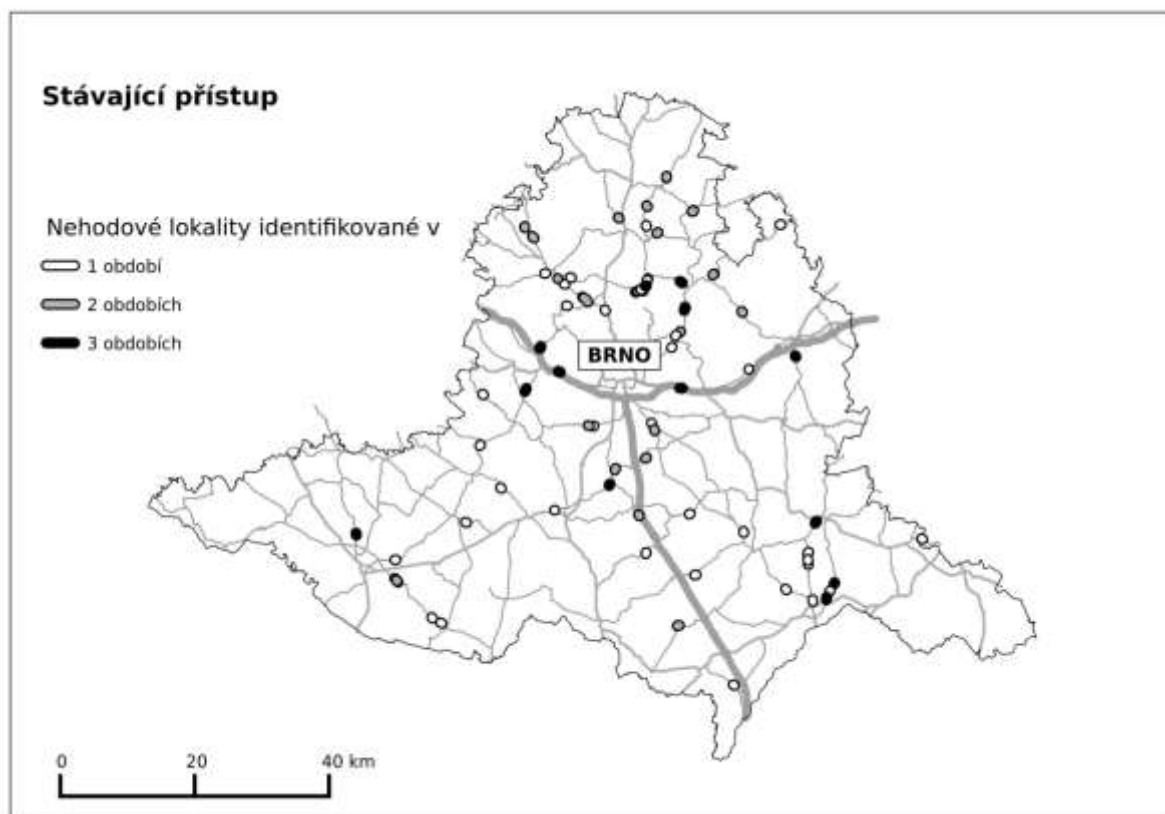 Stávající přístup
Nehodové lokality identifikované v
1 období
2 obdobích
3 obdobích
BRNO
0 20 40 km